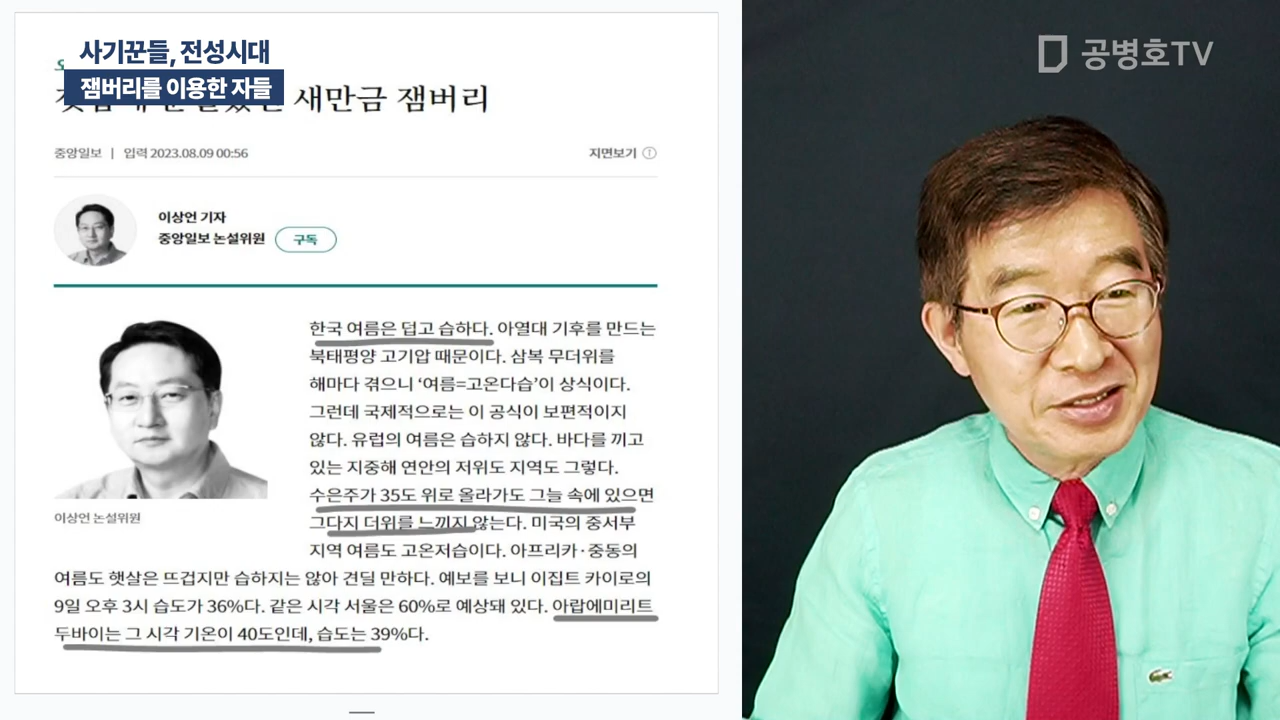 사기꾼들, 전성시대
잼버리를 이용한 자들
공병호TV
새만금 잼버리
중앙일보 | 입력 2023.08.09 00:56
지면보기
이상언 기자
중앙일보 논설위원
구독
한국 여름은 덥고 습하다. 아열대 기후를 만드는
북태평양 고기압 때문이다. 삼복 무더위를
해마다 겪으니 ‘여름=고온다습’이 상식이다.
그런데 국제적으로는 이 공식이 보편적이지
않다. 유럽의 여름은 습하지 않다. 바다를 끼고
있는 지중해 연안의 저위도 지역도 그렇다.
수은주가 35도 위로 올라가도 그늘 속에 있으면
그다지 더위를 느끼지 않는다. 미국의 중서부
지역 여름도 고온저습이다. 아프리카·중동의
이상언 논설위원
여름도 햇살은 뜨겁지만 습하지는 않아 견딜 만하다. 예보를 보니 이집트 카이로의
9일 오후 3시 습도가 36%다. 같은 시각 서울은 60%로 예상돼 있다. 아랍에미리트
두바이는 그 시각 기온이 40도인데, 습도는 39%다.